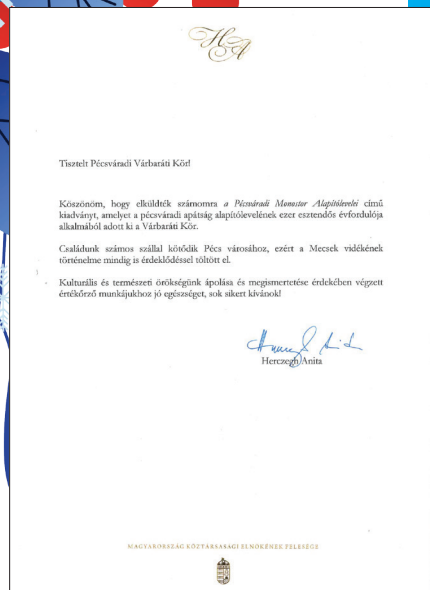 HA
Tisztelt Pécsváradi Várbaráti Kör!
Köszönöm, hogy elküldték számomra a Pécsváradi Monostor Alapítólevelei című
kiadványt, amelyet a pécsváradi apátság alapítólevelének ezer esztendős évfordulója
alkalmából adott ki a Várbaráti Kör.
Családunk számos szállal kötődik Pécs városához, ezért a Mecsek vidékének
történelme mindig is érdeklődéssel töltött el.
Kulturális és természeti örökségünk ápolása és megismertetése érdekében végzett
értékőrző munkájukhoz jó egészséget, sok sikert kívánok!
Herczegh Anita
MAGYARORSZÁG KÖZTÁRSASÁGI ELNÖKÉNEK FELESÉGE